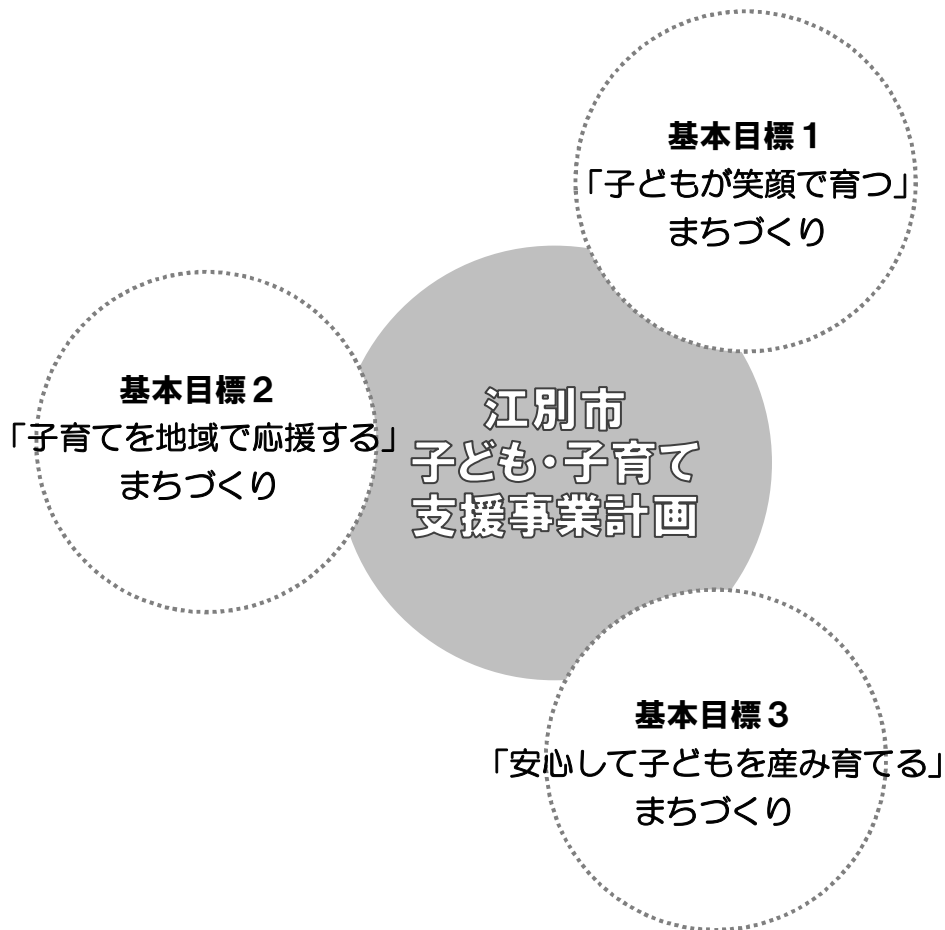 基本目標１
「子どもが笑顔で育つ」
まちづくり
基本目標２
「子育てを地域で応援する」
まちづくり
江別市
子ども・子育て
支援事業計画
基本目標３
「安心して子どもを産み育てる」
まちづくり